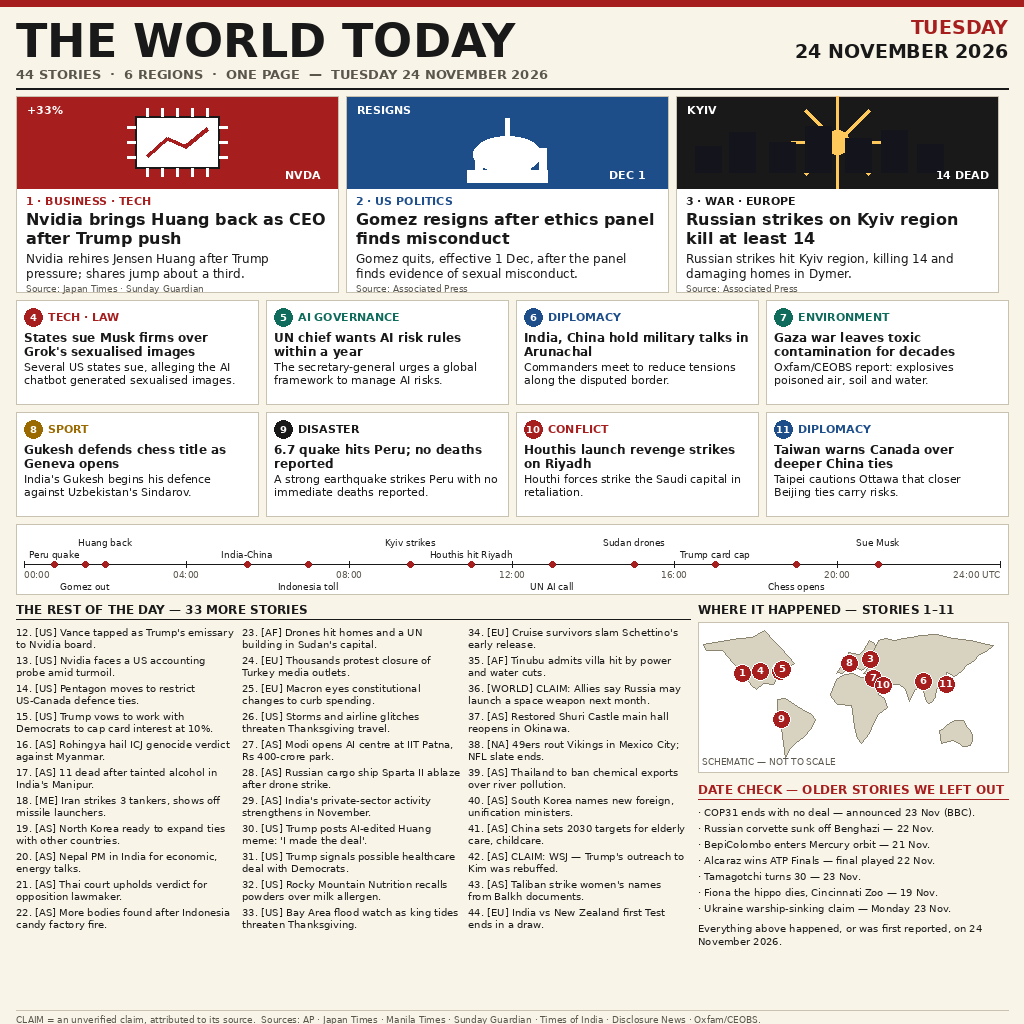 THE WORLD TODAY
TUESDAY
24 NOVEMBER 2026
44 STORIES · 6 REGIONS · ONE PAGE — TUESDAY 24 NOVEMBER 2026
+33%
NVDA
1 · BUSINESS · TECH
Nvidia brings Huang back as CEO
after Trump push
Nvidia rehires Jensen Huang after Trump
pressure; shares jump about a third.
Source: Japan Times · Sunday Guardian
RESIGNS
DEC 1
2 · US POLITICS
Gomez resigns after ethics panel
finds misconduct
Gomez quits, effective 1 Dec, after the panel
finds evidence of sexual misconduct.
Source: Associated Press
KYIV
14 DEAD
3 · WAR · EUROPE
Russian strikes on Kyiv region
kill at least 14
Russian strikes hit Kyiv region, killing 14 and
damaging homes in Dymer.
Source: Associated Press
4 TECH · LAW
States sue Musk firms over
Grok's sexualised images
Several US states sue, alleging the AI
chatbot generated sexualised images.
5 AI GOVERNANCE
UN chief wants AI risk rules
within a year
The secretary-general urges a global
framework to manage AI risks.
6 DIPLOMACY
India, China hold military talks in
Arunachal
Commanders meet to reduce tensions
along the disputed border.
7 ENVIRONMENT
Gaza war leaves toxic
contamination for decades
Oxfam/CEOBS report: explosives
poisoned air, soil and water.
8 SPORT
Gukesh defends chess title as
Geneva opens
India's Gukesh begins his defence
against Uzbekistan's Sindarov.
9 DISASTER
6.7 quake hits Peru; no deaths
reported
A strong earthquake strikes Peru with no
immediate deaths reported.
10 CONFLICT
Houthis launch revenge strikes
on Riyadh
Houthi forces strike the Saudi capital in
retaliation.
11 DIPLOMACY
Taiwan warns Canada over
deeper China ties
Taipei cautions Ottawa that closer
Beijing ties carry risks.
Huang back
Kyiv strikes
Sudan drones
Sue Musk
Peru quake
India-China
Houthis hit Riyadh
Trump card cap
00:00
04:00
08:00
12:00
16:00
20:00
24:00 UTC
Gomez out
Indonesia toll
UN AI call
Chess opens
THE REST OF THE DAY — 33 MORE STORIES
12. [US] Vance tapped as Trump's emissary
to Nvidia board.
13. [US] Nvidia faces a US accounting
probe amid turmoil.
14. [US] Pentagon moves to restrict
US-Canada defence ties.
15. [US] Trump vows to work with
Democrats to cap card interest at 10%.
16. [AS] Rohingya hail ICJ genocide verdict
against Myanmar.
17. [AS] 11 dead after tainted alcohol in
India's Manipur.
18. [ME] Iran strikes 3 tankers, shows off
missile launchers.
19. [AS] North Korea ready to expand ties
with other countries.
20. [AS] Nepal PM in India for economic,
energy talks.
21. [AS] Thai court upholds verdict for
opposition lawmaker.
22. [AS] More bodies found after Indonesia
candy factory fire.
23. [AF] Drones hit homes and a UN
building in Sudan's capital.
24. [EU] Thousands protest closure of
Turkey media outlets.
25. [EU] Macron eyes constitutional
changes to curb spending.
26. [US] Storms and airline glitches
threaten Thanksgiving travel.
27. [AS] Modi opens AI centre at IIT Patna,
Rs 400-crore park.
28. [AS] Russian cargo ship Sparta II ablaze
after drone strike.
29. [AS] India's private-sector activity
strengthens in November.
30. [US] Trump posts AI-edited Huang
meme: 'I made the deal'.
31. [US] Trump signals possible healthcare
deal with Democrats.
32. [US] Rocky Mountain Nutrition recalls
powders over milk allergen.
33. [US] Bay Area flood watch as king tides
threaten Thanksgiving.
34. [EU] Cruise survivors slam Schettino's
early release.
35. [AF] Tinubu admits villa hit by power
and water cuts.
36. [WORLD] CLAIM: Allies say Russia may
launch a space weapon next month.
37. [AS] Restored Shuri Castle main hall
reopens in Okinawa.
38. [NA] 49ers rout Vikings in Mexico City;
NFL slate ends.
39. [AS] Thailand to ban chemical exports
over river pollution.
40. [AS] South Korea names new foreign,
unification ministers.
41. [AS] China sets 2030 targets for elderly
care, childcare.
42. [AS] CLAIM: WSJ — Trump's outreach to
Kim was rebuffed.
43. [AS] Taliban strike women's names
from Balkh documents.
44. [EU] India vs New Zealand first Test
ends in a draw.
WHERE IT HAPPENED — STORIES 1–11
1
4
5
8
3
7
10
6
11
9
SCHEMATIC — NOT TO SCALE
DATE CHECK — OLDER STORIES WE LEFT OUT
· COP31 ends with no deal — announced 23 Nov (BBC).
· Russian corvette sunk off Benghazi — 22 Nov.
· BepiColombo enters Mercury orbit — 21 Nov.
· Alcaraz wins ATP Finals — final played 22 Nov.
· Tamagotchi turns 30 — 23 Nov.
· Fiona the hippo dies, Cincinnati Zoo — 19 Nov.
· Ukraine warship-sinking claim — Monday 23 Nov.
Everything above happened, or was first reported, on 24
November 2026.
CLAIM = an unverified claim, attributed to its source. Sources: AP · Japan Times · Manila Times · Sunday Guardian · Times of India · Disclosure News · Oxfam/CEOBS.